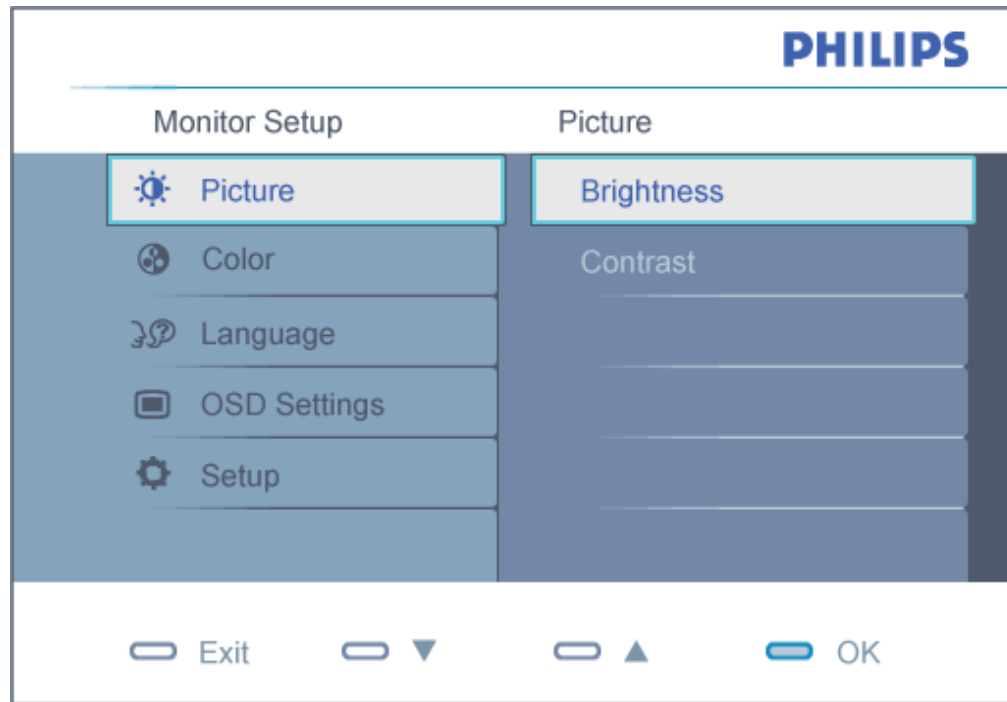 PHILIPS
Monitor Setup
Picture
Picture
Brightness
Color
Contrast
Language
OSD Settings
Setup
Exit ▼ ▲ OK